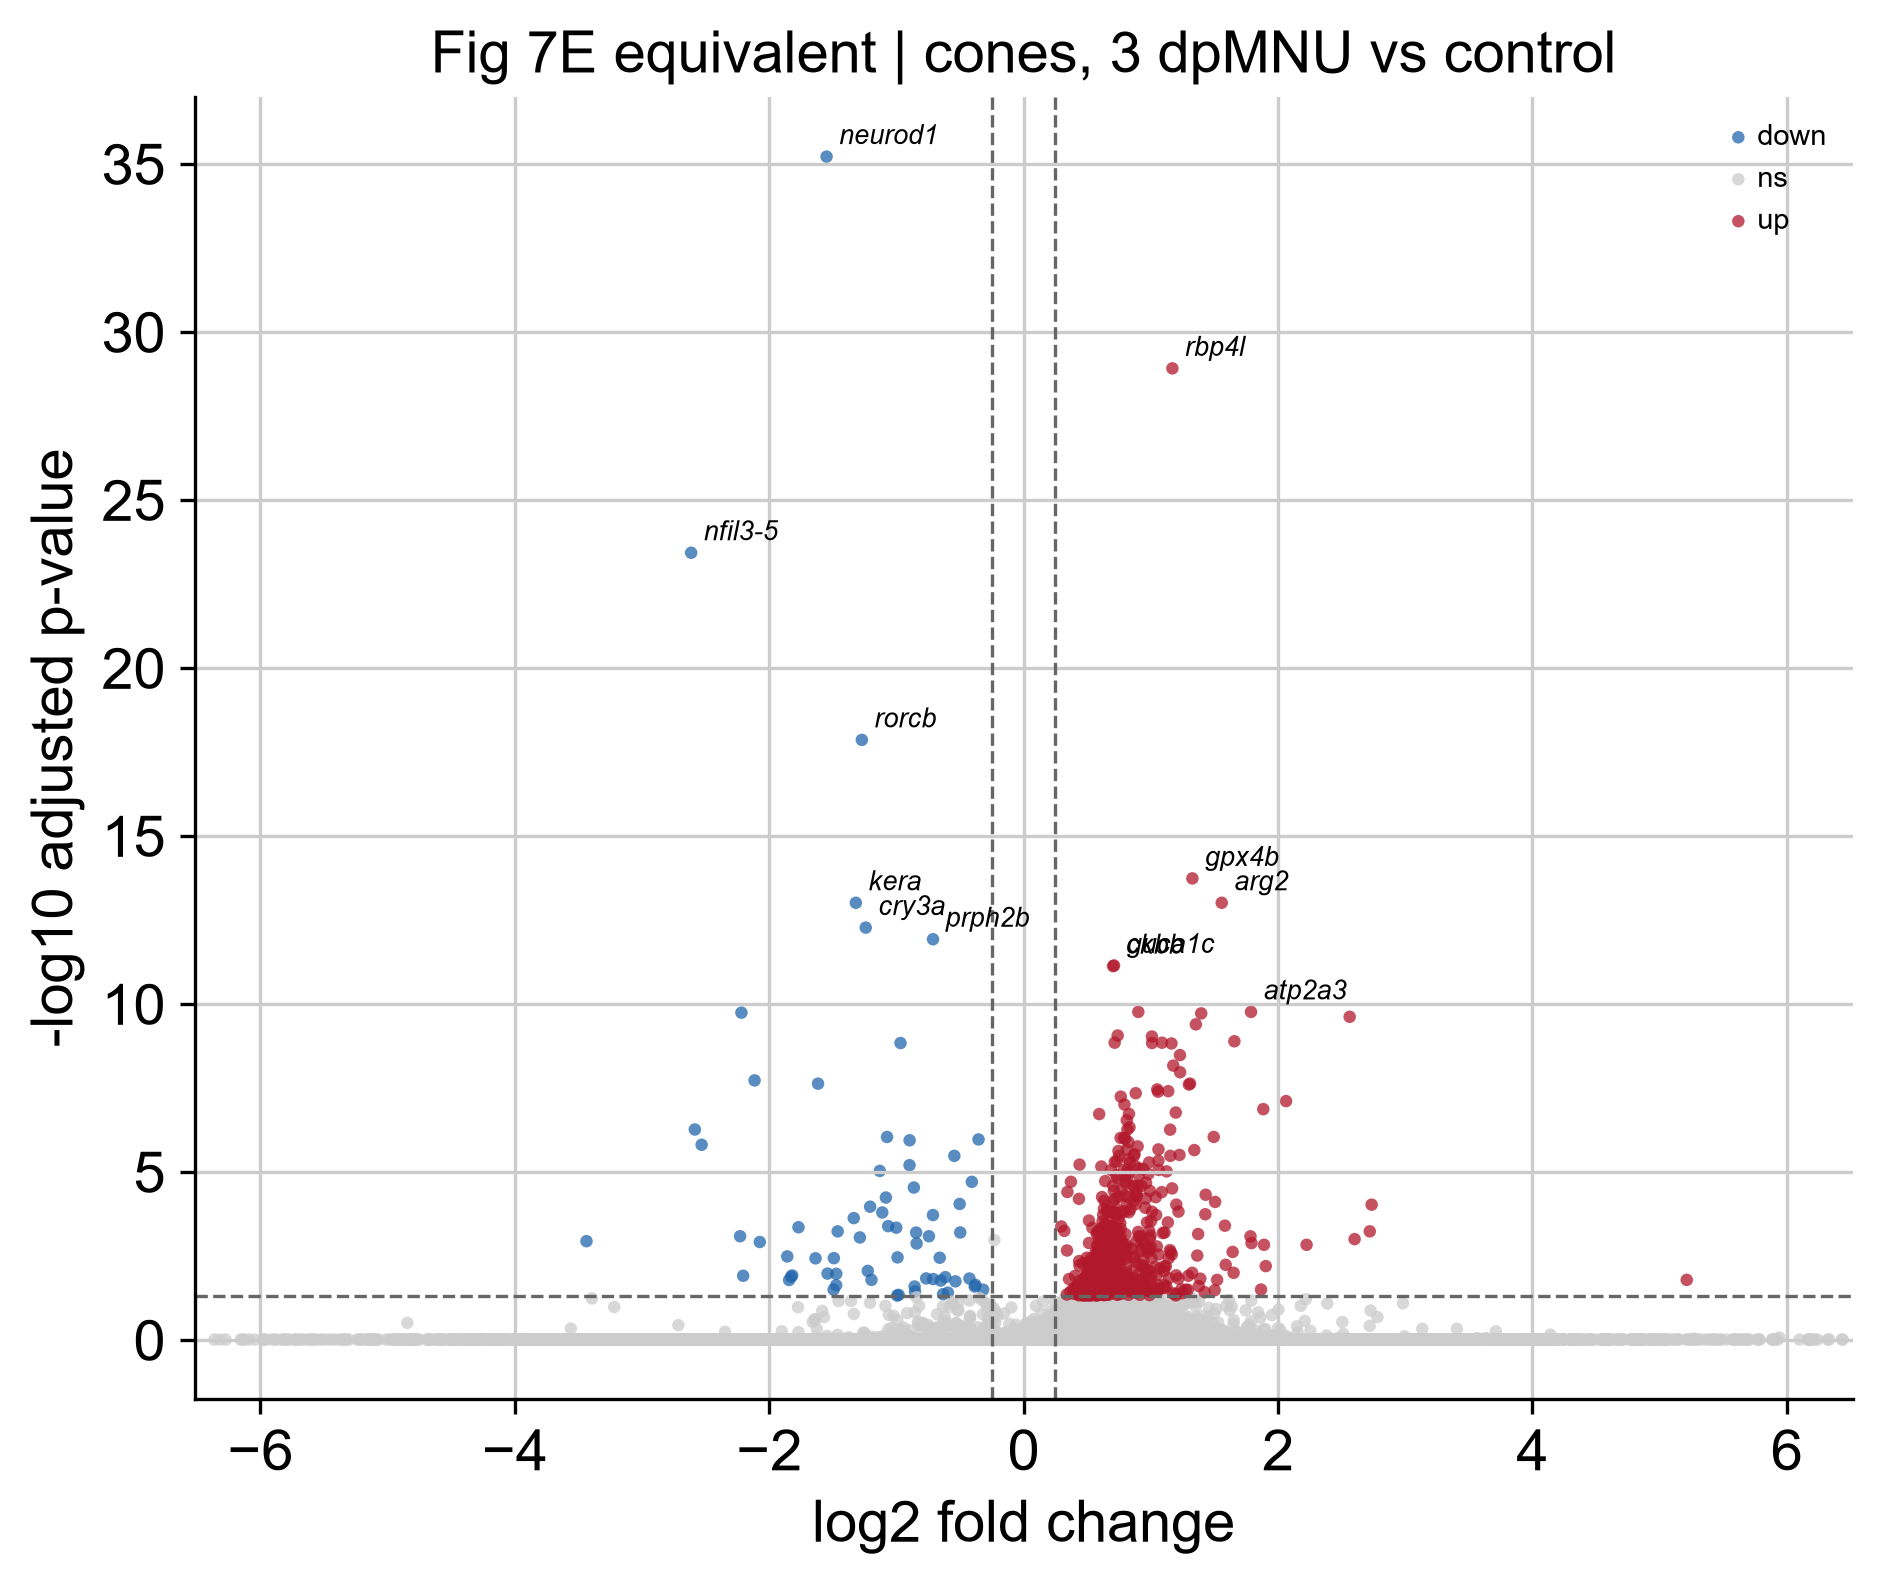 Fig 7E equivalent | cones, 3 dpMNU vs control
down
ns
up
neurod1
rbp4l
nfil3-5
rorcb
gpx4b
arg2
kera
cry3a
prph2b
guca1c
atp2a3
35
30
25
20
15
10
5
0
-log10 adjusted p-value
−6
−4
−2
0
2
4
6
log2 fold change